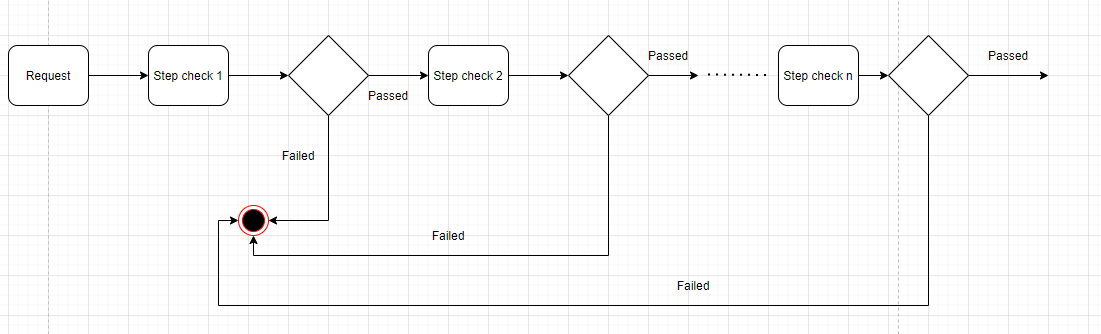 Request
Step check 1
Passed
Step check 2
Passed
Step check n
Passed
Failed
Failed
Failed